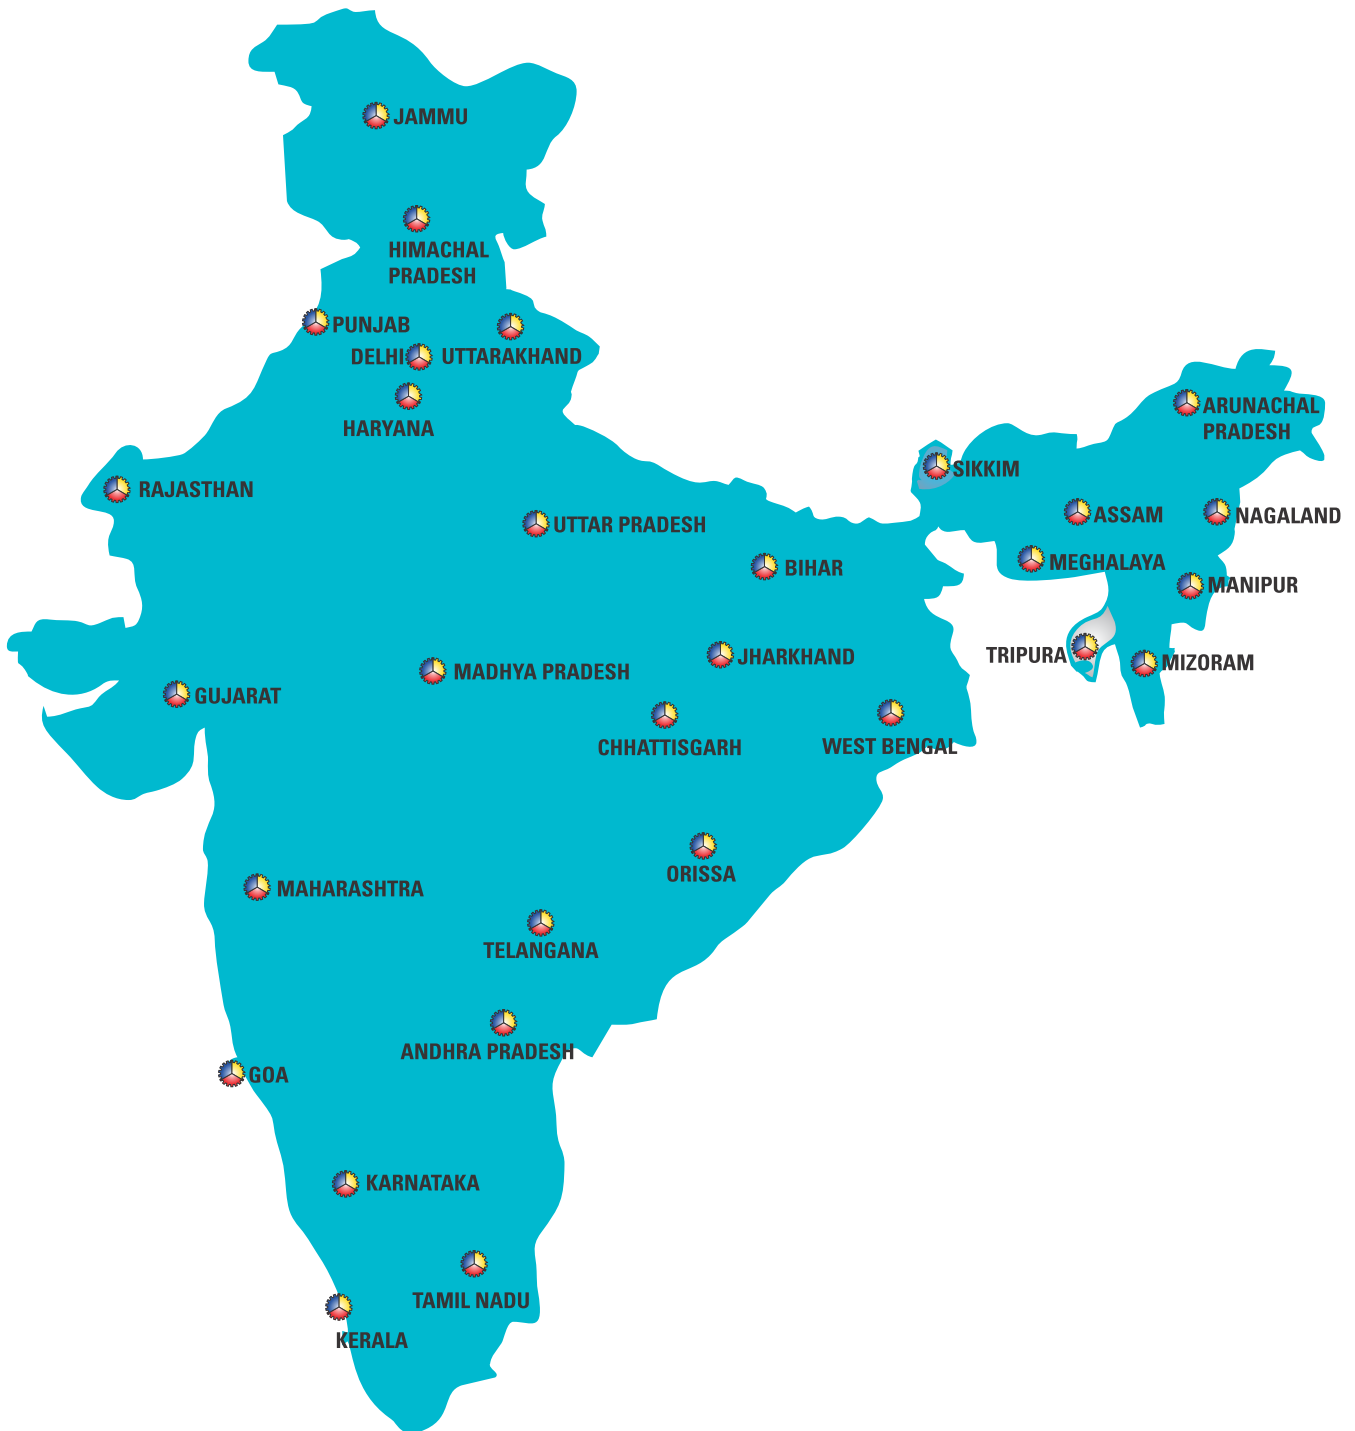 JAMMU
HIMACHAL
PRADESH
PUNJAB
DELHI
UTTARAKHAND
HARYANA
ARUNACHAL
PRADESH
SIKKIM
RAJASTHAN
ASSAM
NAGALAND
UTTAR PRADESH
MEGHALAYA
BIHAR
MANIPUR
TRIPURA
JHARKHAND
MIZORAM
MADHYA PRADESH
GUJARAT
CHHATTISGARH
WEST BENGAL
ORISSA
MAHARASHTRA
TELANGANA
ANDHRA PRADESH
GOA
KARNATAKA
TAMIL NADU
KERALA